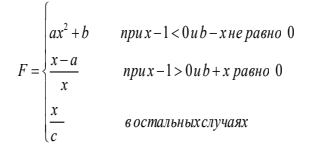 ax² + b при x − 1 < 0 и b − x не равно 0
F = { (x − a)/x при x − 1 > 0 и b + x равно 0
x/c в остальных случаях